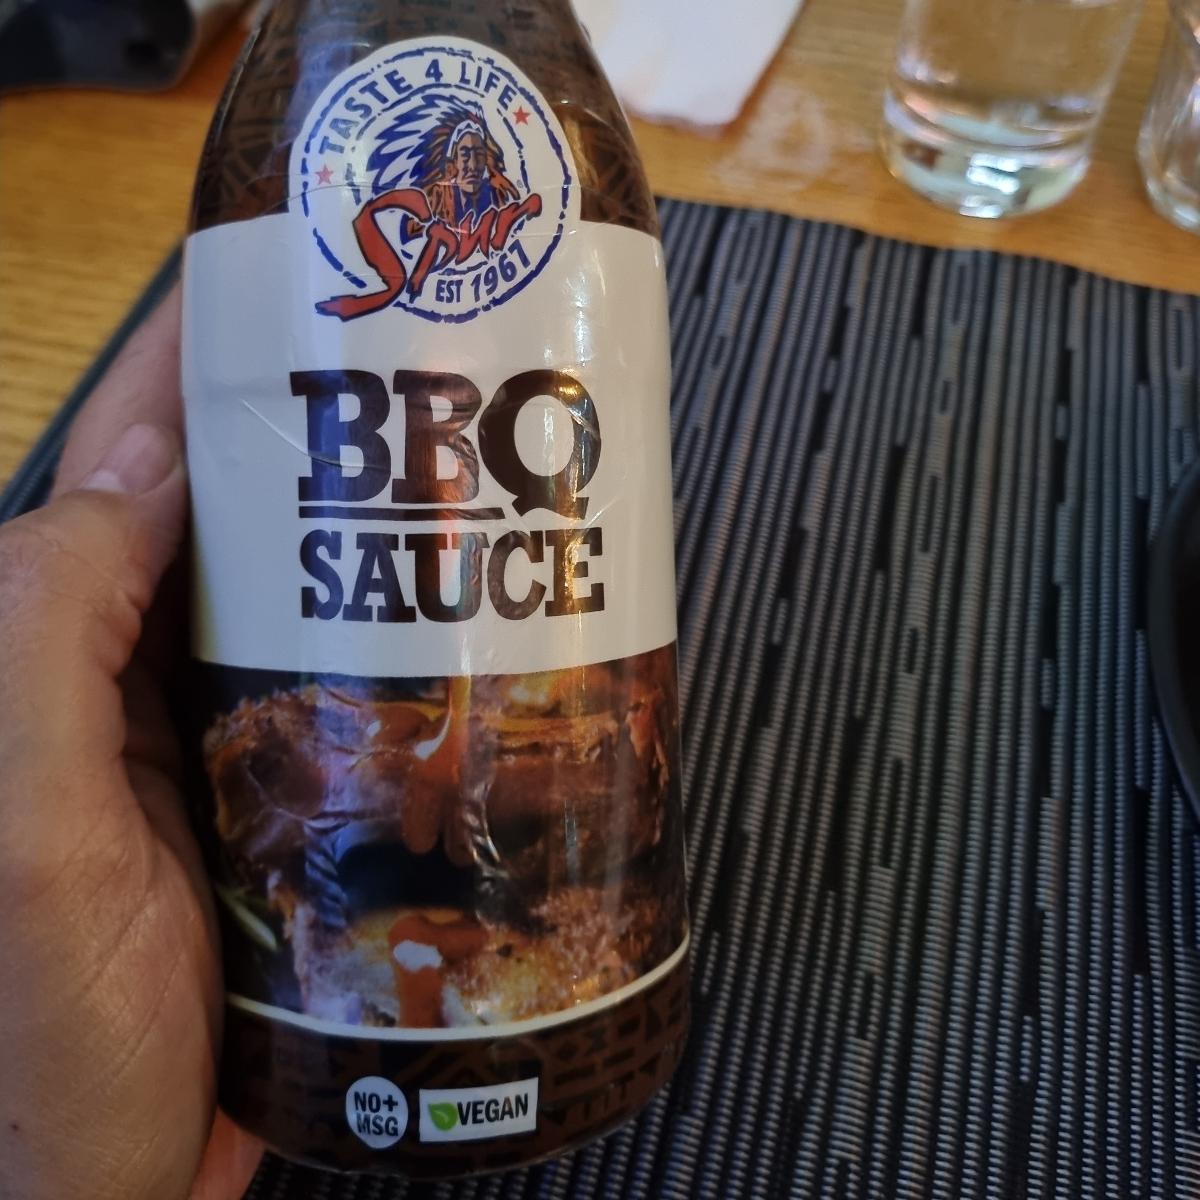 TASTE 4 LIFE
Spur
EST 1967
BBQ
SAUCE
NO+
MSG
VEGAN